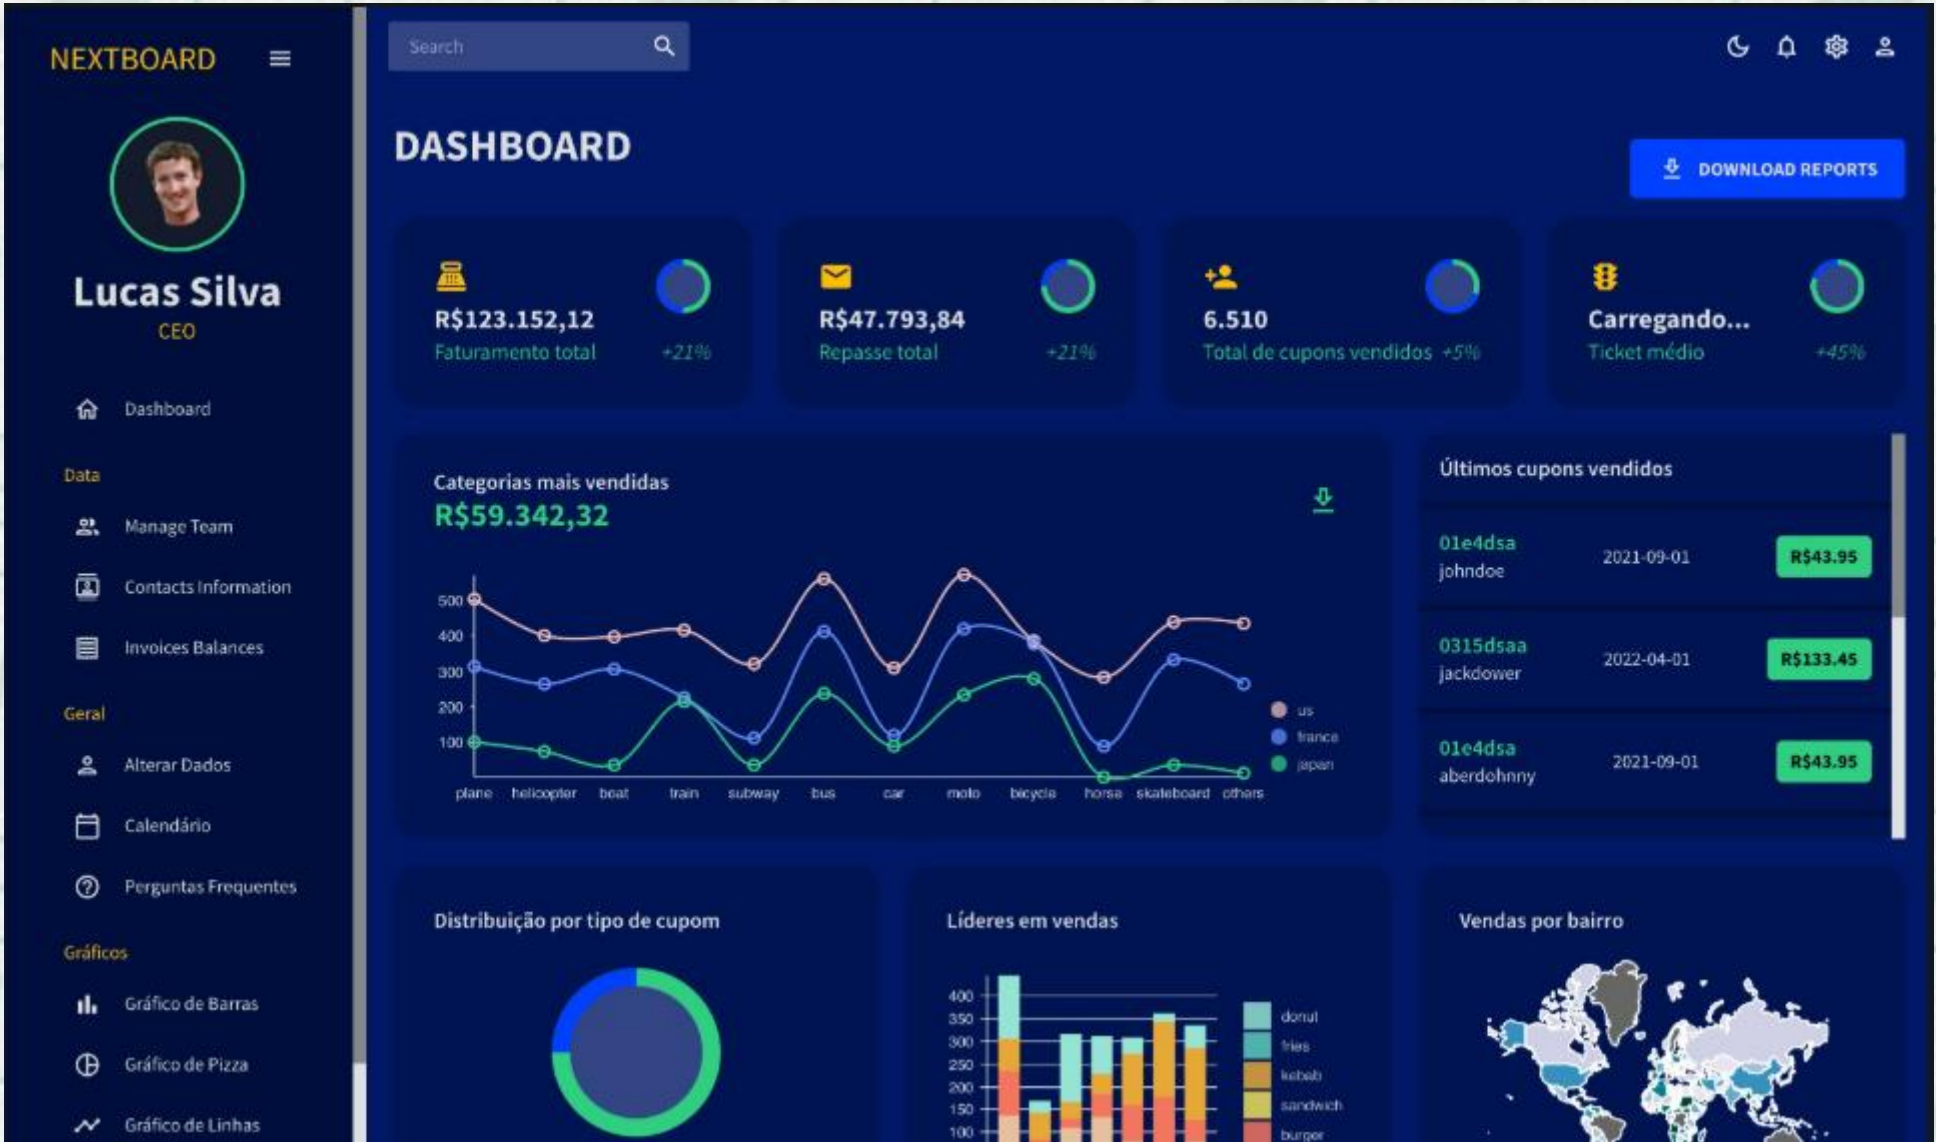 NEXTBOARD
Lucas Silva
CEO
Dashboard
Data
Manage Team
Contacts Information
Invoices Balances
Geral
Alterar Dados
Calendário
Perguntas Frequentes
Gráficos
Gráfico de Barras
Gráfico de Pizza
Gráfico de Linhas
Search
DASHBOARD
DOWNLOAD REPORTS
R$123.152,12
Faturamento total +21%
R$47.793,84
Repasse total +21%
6.510
Total de cupons vendidos +5%
Carregando...
Ticket médio +45%
Categorias mais vendidas
R$59.342,32
500
400
300
200
100
plane helicopter boat train subway bus car moto bicycle horse skateboard others
us
france
japan
Últimos cupons vendidos
01e4dsa
johndoe
2021-09-01
R$43.95
0315dsaa
jackdower
2022-04-01
R$133.45
01e4dsa
aberdohnny
2021-09-01
R$43.95
Distribuição por tipo de cupom
Líderes em vendas
400
350
300
250
200
150
100
donut
fries
kebab
sandwich
burger
Vendas por bairro